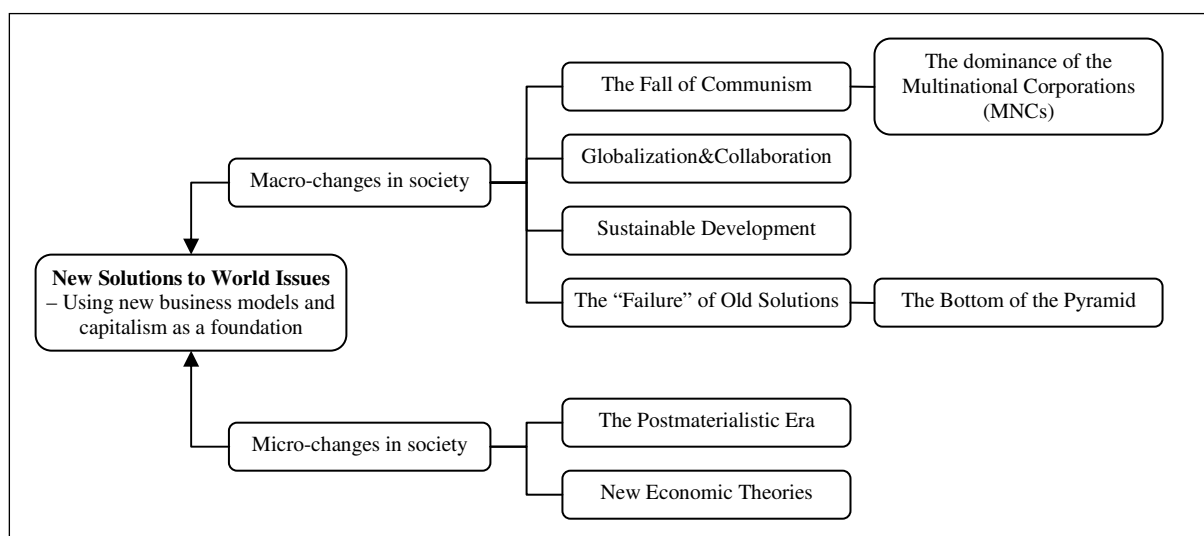 The Fall of Communism
The dominance of the
Multinational Corporations
(MNCs)
Globalization&Collaboration
Macro-changes in society
Sustainable Development
New Solutions to World Issues
– Using new business models and
capitalism as a foundation
The “Failure” of Old Solutions
The Bottom of the Pyramid
The Postmaterialistic Era
Micro-changes in society
New Economic Theories